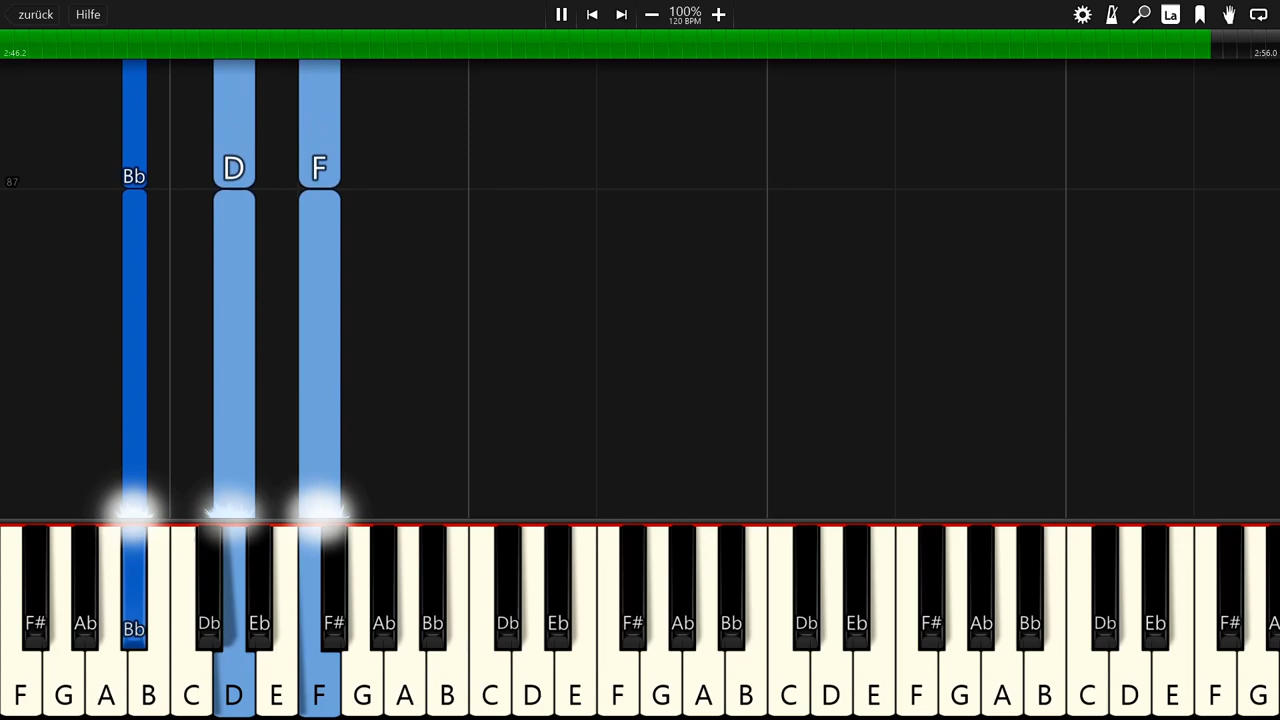 zurück Hilfe 100% La
120 BPM
2:46.2 2:56.0
Bb D F
87
F# Ab Bb Db Eb F# Ab Bb Db Eb F# Ab Bb Db Eb F# Ab Bb Db Eb F#
F G A B C D E F G A B C D E F G A B C D E F G A B C D E F G